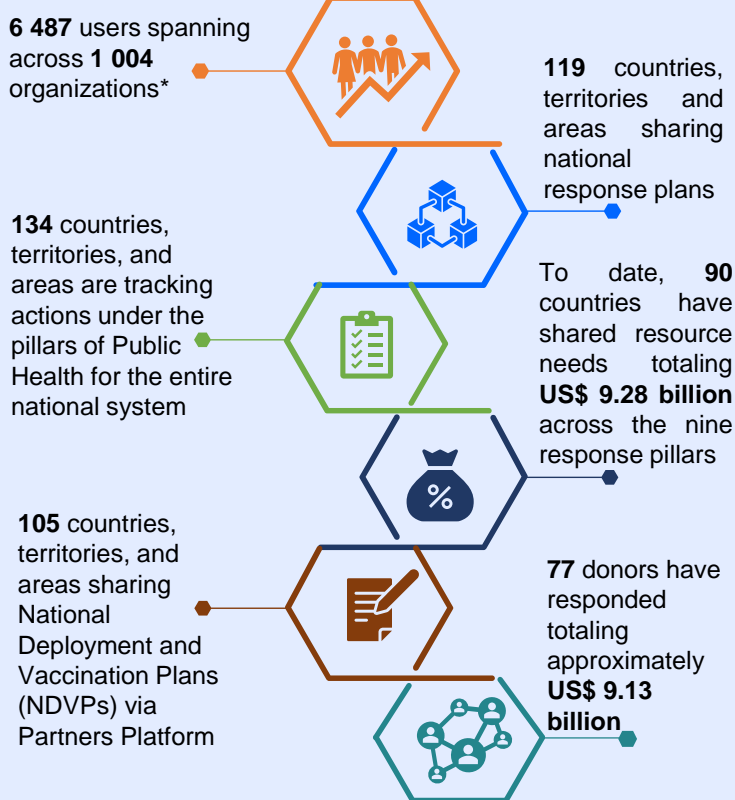 6 487 users spanning
across 1 004
organizations*
119 countries,
territories and
areas sharing
national
response plans
134 countries,
territories, and
areas are tracking
actions under the
pillars of Public
Health for the entire
national system
To date, 90
countries have
shared resource
needs totaling
US$ 9.28 billion
across the nine
response pillars
%
105 countries,
territories, and
areas sharing
National
Deployment and
Vaccination Plans
(NDVPs) via
Partners Platform
77 donors have
responded
totaling
approximately
US$ 9.13
billion